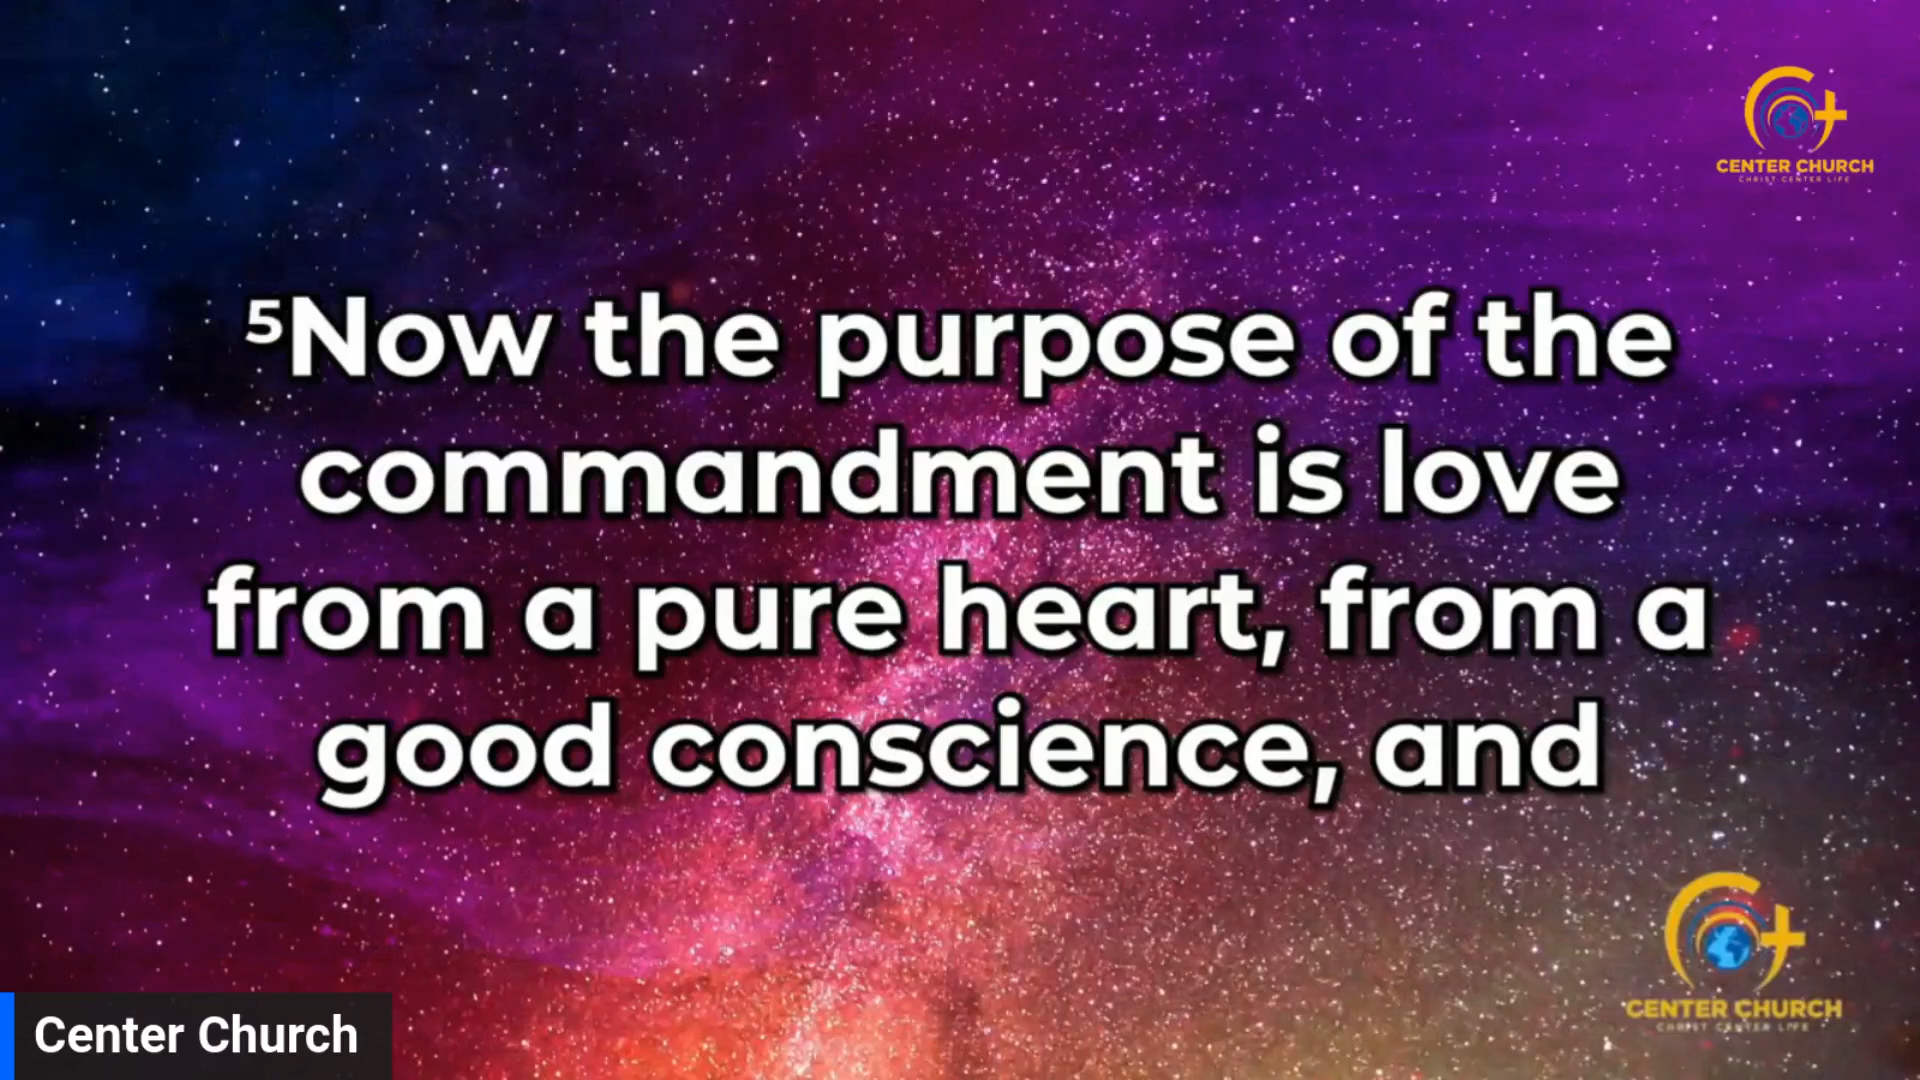 CENTER CHURCH
CHRIST CENTER LIFE
⁵Now the purpose of the
commandment is love
from a pure heart, from a
good conscience, and
CENTER CHURCH
CHRIST CENTER LIFE
Center Church